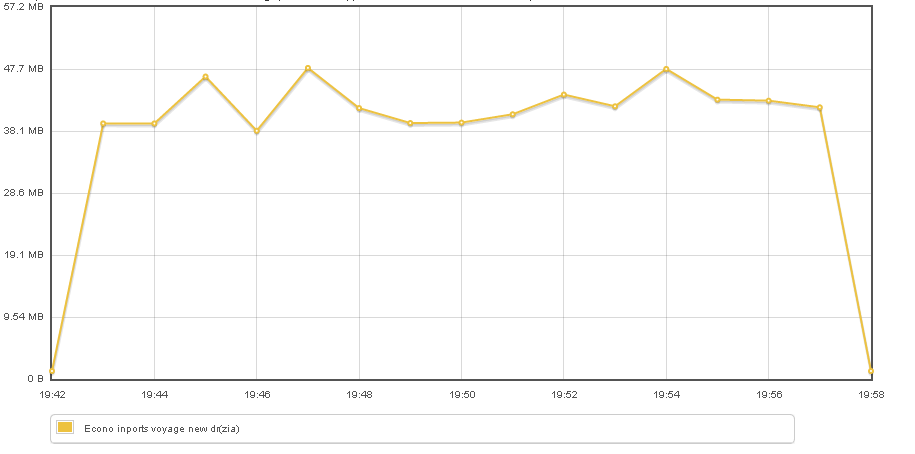 57.2 MB
47.7 MB
38.1 MB
28.6 MB
19.1 MB
9.54 MB
0 B
19:42 19:44 19:46 19:48 19:50 19:52 19:54 19:56 19:58
Econo inports voyage new dr(zia)